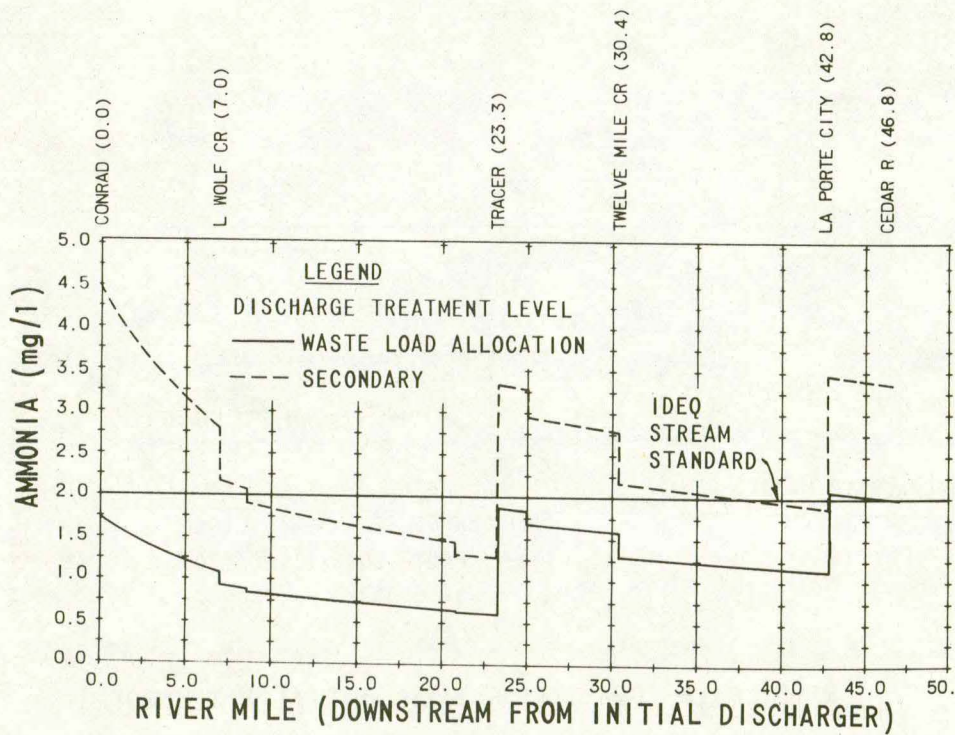 CONRAD (0.0)
L WOLF CR (7.0)
TRACER (23.3)
TWELVE MILE CR (30.4)
LA PORTE CITY (42.8)
CEDAR R (46.8)
AMMONIA (mg/l)
5.0
4.5
4.0
3.5
3.0
2.5
2.0
1.5
1.0
0.5
0.0
LEGEND
DISCHARGE TREATMENT LEVEL
WASTE LOAD ALLOCATION
SECONDARY
IDEQ
STREAM
STANDARD
0.0 5.0 10.0 15.0 20.0 25.0 30.0 35.0 40.0 45.0 50.
RIVER MILE (DOWNSTREAM FROM INITIAL DISCHARGER)